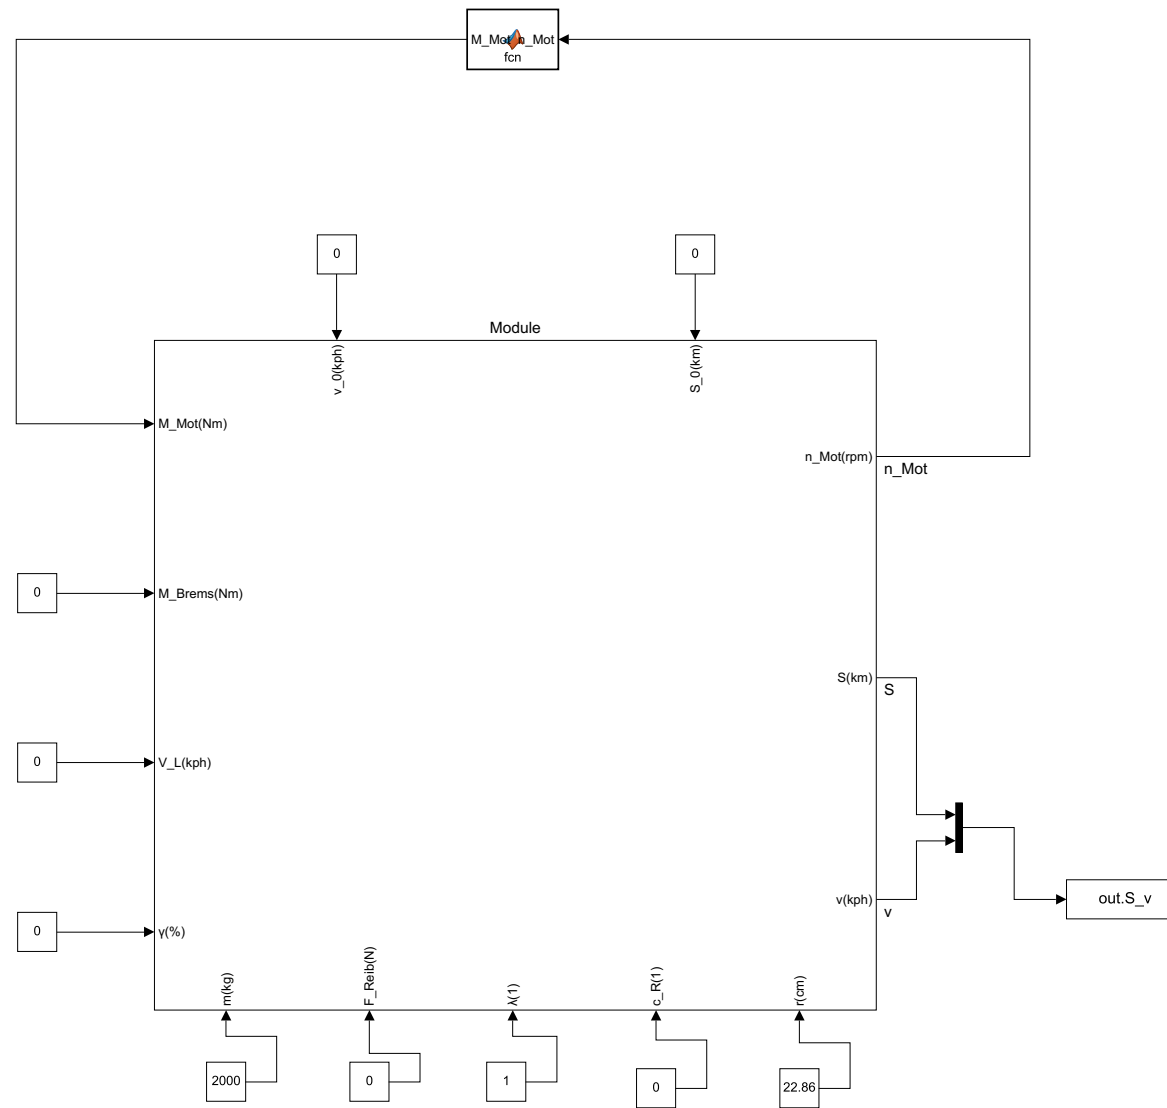 M_Mot n_Mot
fcn
0
0
Module
v_0(kph)
S_0(km)
M_Mot(Nm)
n_Mot(rpm)
n_Mot
0
M_Brems(Nm)
S(km)
S
0
V_L(kph)
v(kph)
v
out.S_v
0
γ(%)
m(kg)
F_Reib(N)
λ(1)
c_R(1)
r(cm)
2000
0
1
0
22.86